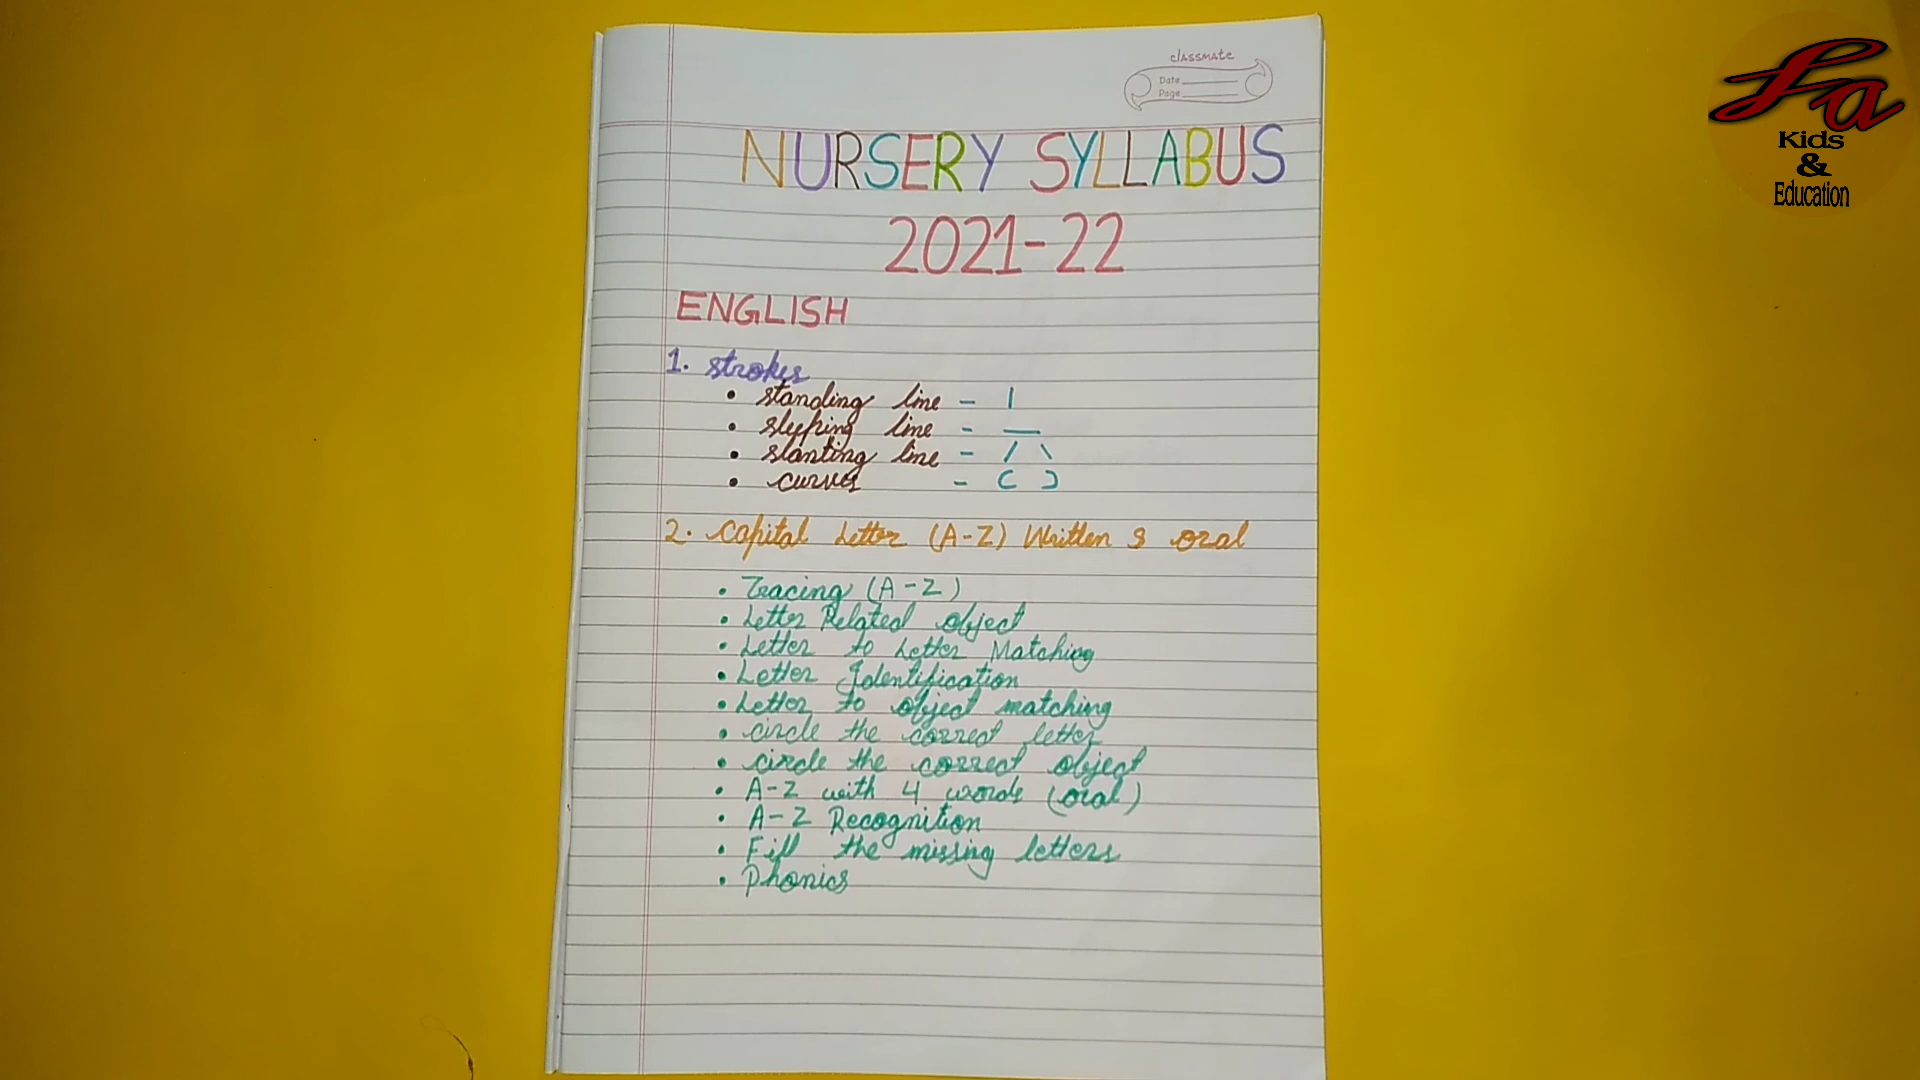 classmate
Date
Page
NURSERY SYLLABUS
2021-22
ENGLISH
1. Strokes
• standing line - |
• sleeping line - —
• slanting line - / \
• curves - ( )
2. Capital Letter (A-Z) Written & oral
• Tracing (A-Z)
• Letter Related object
• Letter to Letter Matching
• Letter Identification
• Letter to object matching
• circle the correct letter
• circle the correct object
• A-Z with 4 words (oral)
• A-Z Recognition
• Fill the missing letters
• Phonics
La
Kids
&
Education